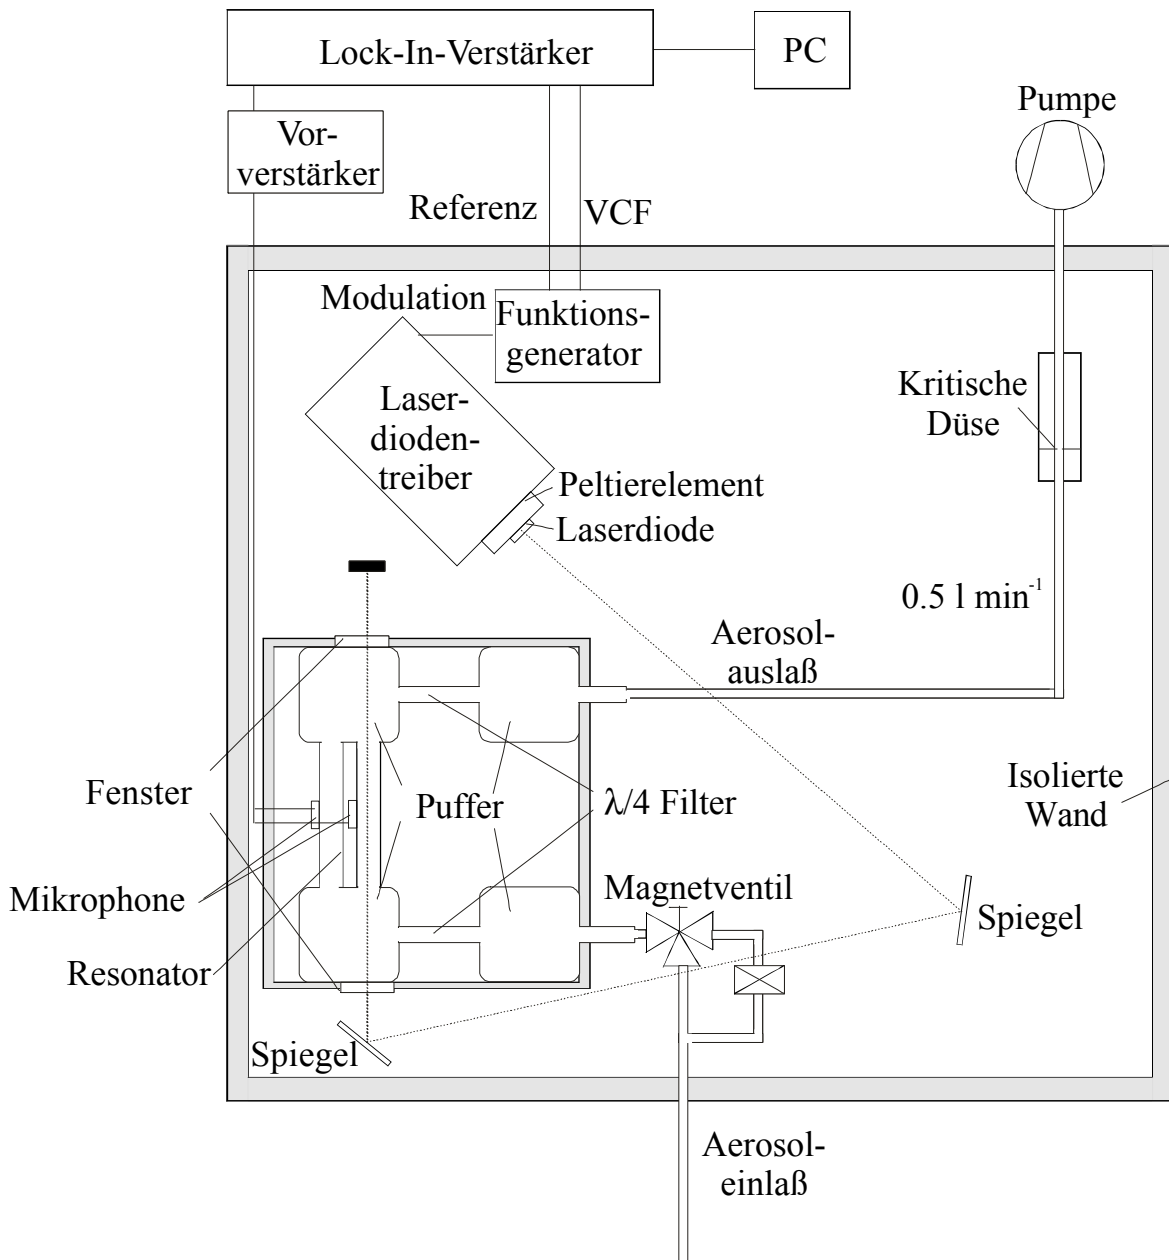 Lock-In-Verstärker
PC
Pumpe
Vor-
verstärker
Referenz
VCF
Modulation
Funktions-
generator
Laser-
dioden-
treiber
Kritische
Düse
Peltierelement
Laserdiode
0.5 l min⁻¹
Aerosol-
auslaß
Fenster
Puffer
λ/4 Filter
Isolierte
Wand
Mikrophone
Magnetventil
Spiegel
Resonator
Spiegel
Aerosol-
einlaß